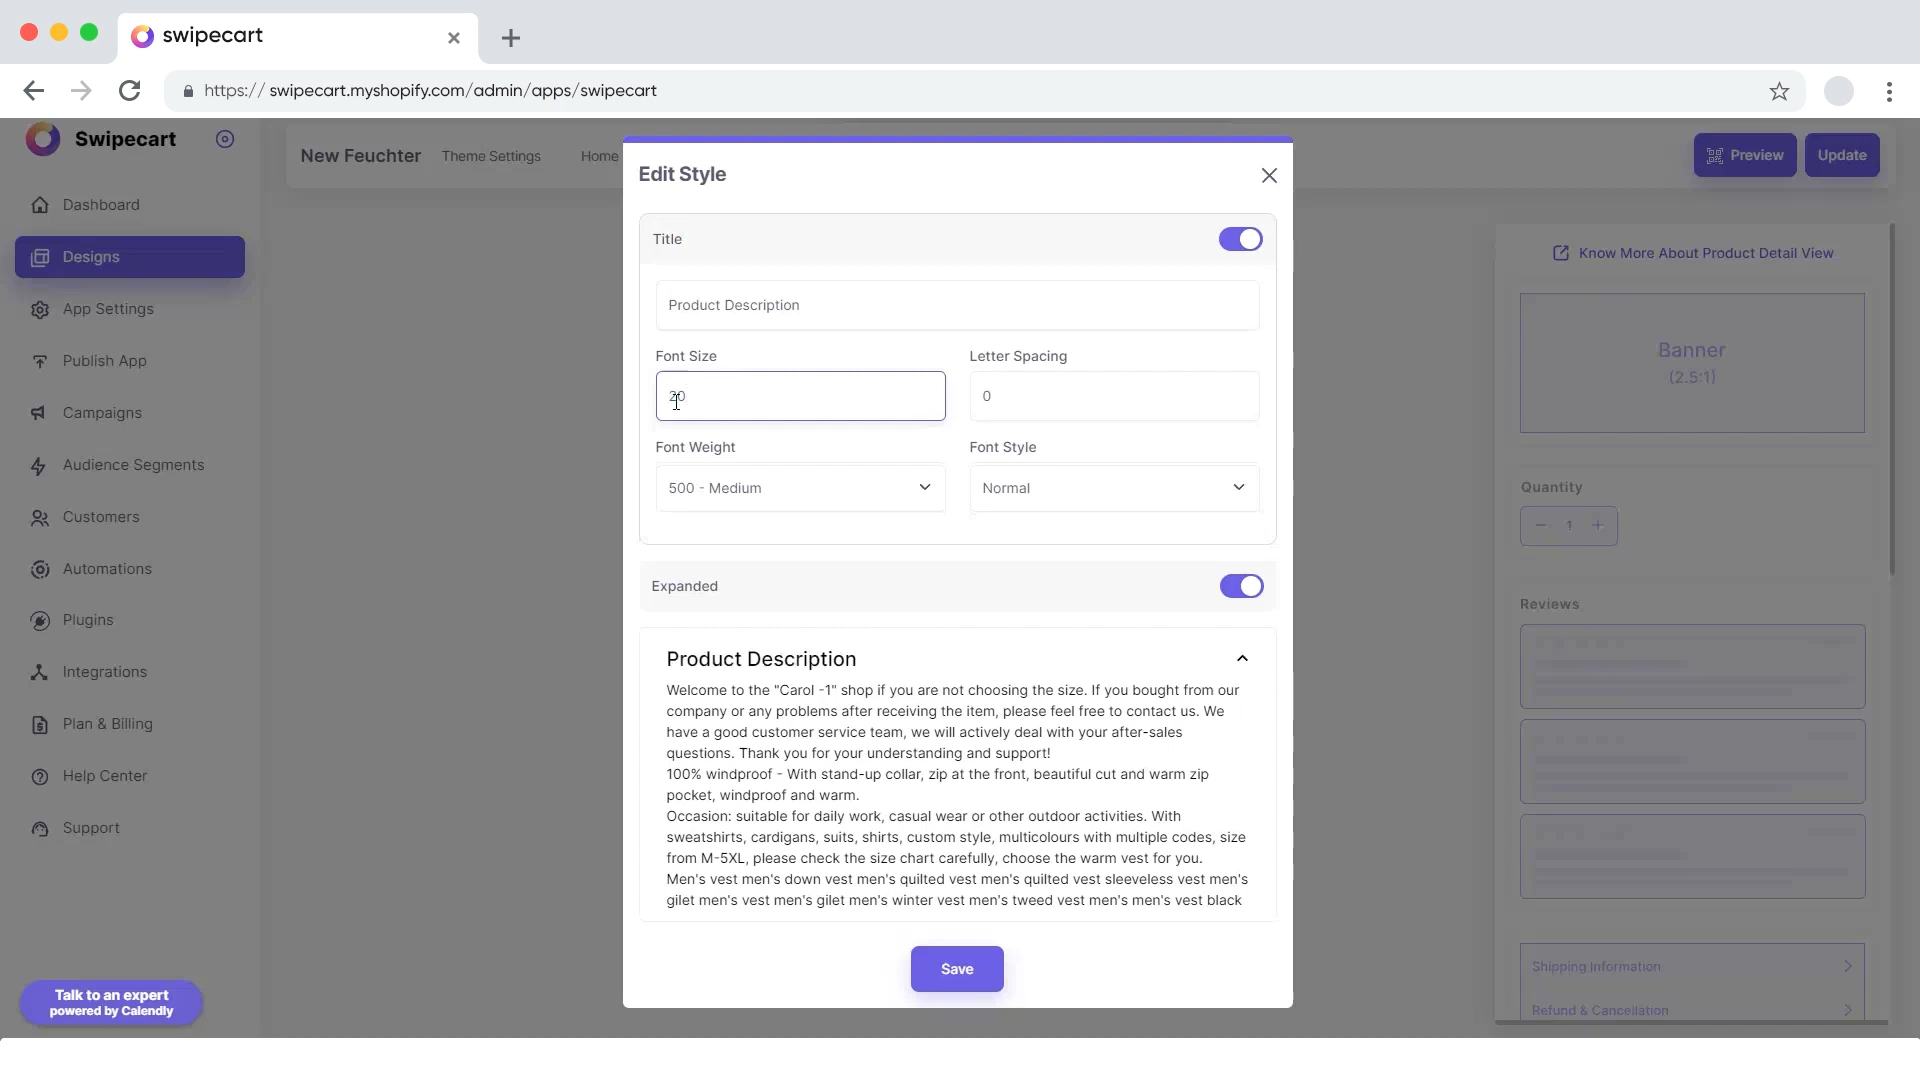 swipecart
https:// swipecart.myshopify.com/admin/apps/swipecart
Swipecart
Dashboard
Designs
App Settings
Publish App
Campaigns
Audience Segments
Customers
Automations
Plugins
Integrations
Plan & Billing
Help Center
Support
Talk to an expert
powered by Calendly
New Feuchter
Theme Settings
Home
Preview
Update
Edit Style
Title
Product Description
Font Size
Letter Spacing
20
0
Font Weight
Font Style
500 - Medium
Normal
Expanded
Product Description
Welcome to the "Carol -1" shop if you are not choosing the size. If you bought from our
company or any problems after receiving the item, please feel free to contact us. We
have a good customer service team, we will actively deal with your after-sales
questions. Thank you for your understanding and support!
100% windproof - With stand-up collar, zip at the front, beautiful cut and warm zip
pocket, windproof and warm.
Occasion: suitable for daily work, casual wear or other outdoor activities. With
sweatshirts, cardigans, suits, shirts, custom style, multicolours with multiple codes, size
from M-5XL, please check the size chart carefully, choose the warm vest for you.
Men's vest men's down vest men's quilted vest men's quilted vest sleeveless vest men's
gilet men's vest men's gilet men's winter vest men's tweed vest men's men's vest black
Save
Know More About Product Detail View
Banner
(2.5:1)
Quantity
1
Reviews
Shipping Information
Refund & Cancellation